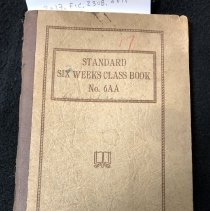 STANDARD
SIX WEEKS CLASS BOOK
No. 6AA